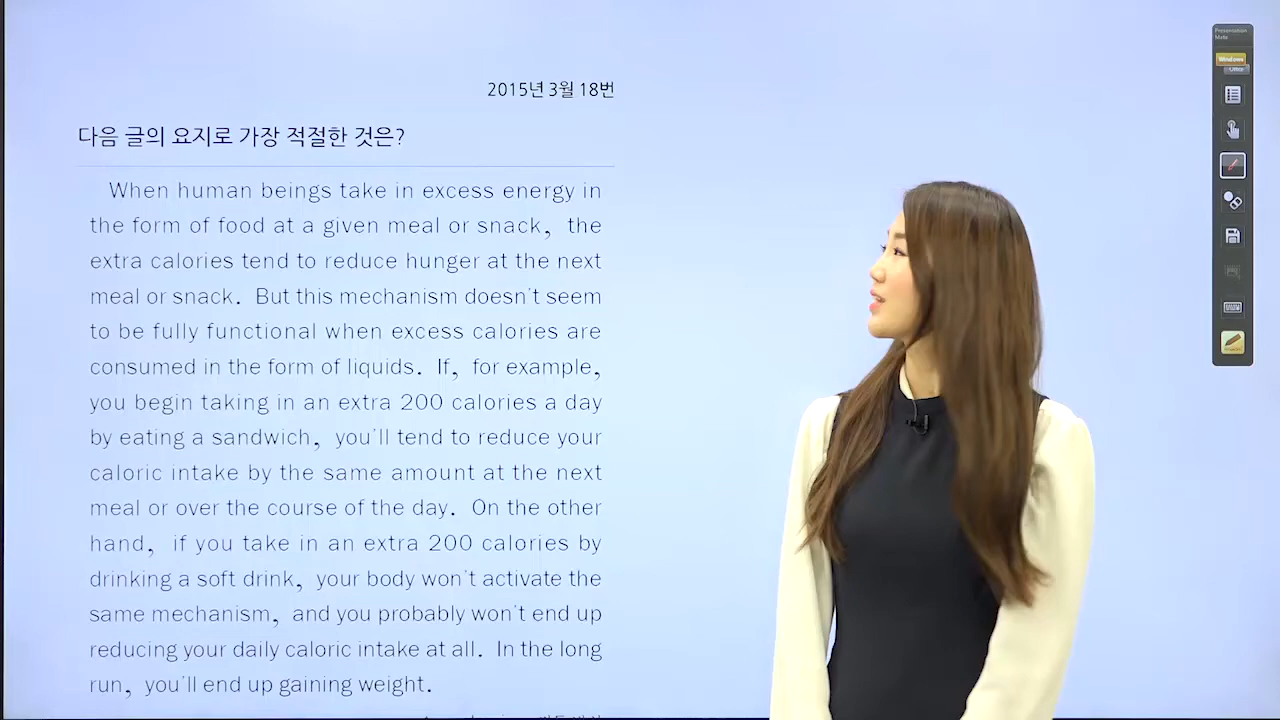 2015년 3월 18번
다음 글의 요지로 가장 적절한 것은?
When human beings take in excess energy in
the form of food at a given meal or snack, the
extra calories tend to reduce hunger at the next
meal or snack. But this mechanism doesn't seem
to be fully functional when excess calories are
consumed in the form of liquids. If, for example,
you begin taking in an extra 200 calories a day
by eating a sandwich, you'll tend to reduce your
caloric intake by the same amount at the next
meal or over the course of the day. On the other
hand, if you take in an extra 200 calories by
drinking a soft drink, your body won't activate the
same mechanism, and you probably won't end up
reducing your daily caloric intake at all. In the long
run, you'll end up gaining weight.
Presentation
Mate
Windows
Office